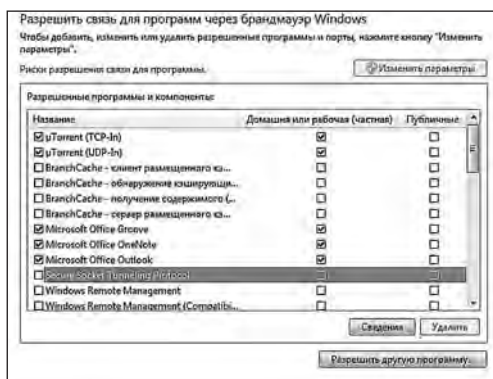 Разрешить связь для программ через брандмауэр Windows
Чтобы добавить, изменить или удалить разрешенные программы и порты, нажмите кнопку "Изменить
параметры".
Риски разрешения связи для программы.
Изменить параметры
Разрешенные программы и компоненты:
Название Домашняя или рабочая (частная) Публичные
µTorrent (TCP-In)
µTorrent (UDP-In)
BranchCache - клиент размещенного кэ...
BranchCache - обнаружение кэширующи...
BranchCache - получение содержимого (...
BranchCache - сервер размещенного кэ...
Microsoft Office Groove
Microsoft Office OneNote
Microsoft Office Outlook
Secure Socket Tunneling Protocol
Windows Remote Management
Windows Remote Management (Compatibi...
Сведения Удалить
Разрешить другую программу...